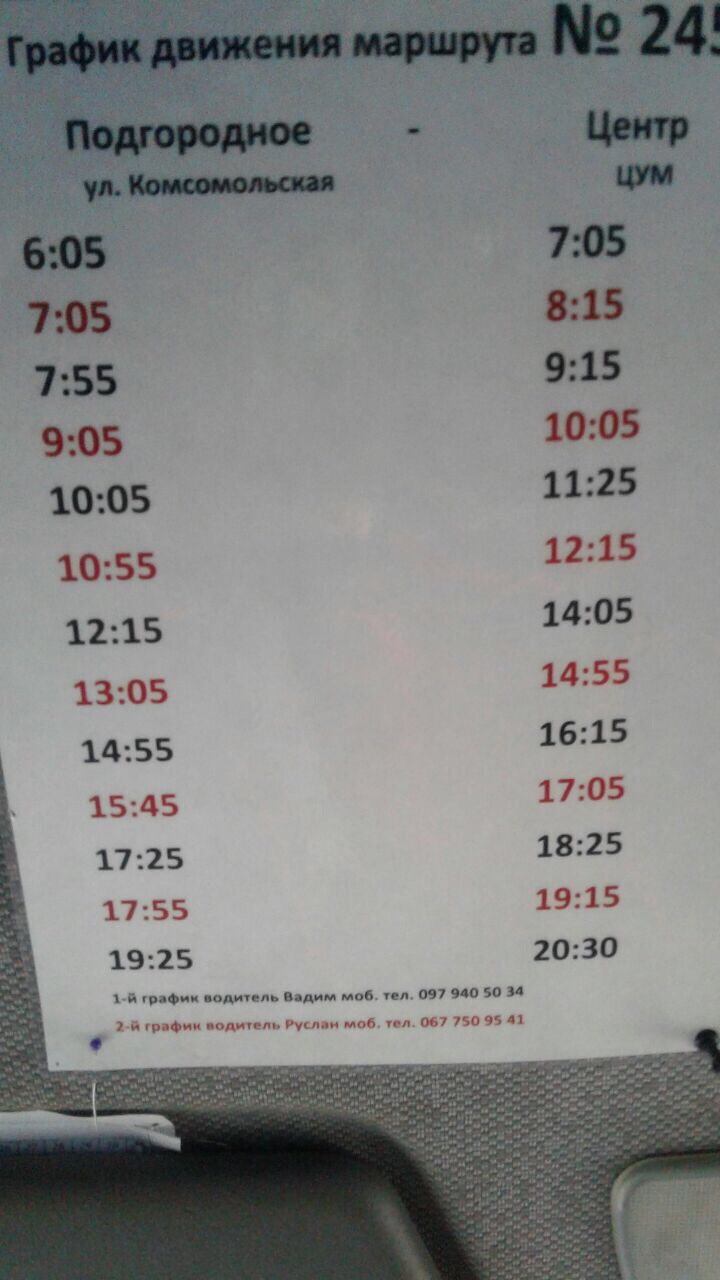 График движения маршрута № 245
Подгородное - Центр
ул. Комсомольская ЦУМ
6:05 7:05
7:05 8:15
7:55 9:15
9:05 10:05
10:05 11:25
10:55 12:15
12:15 14:05
13:05 14:55
14:55 16:15
15:45 17:05
17:25 18:25
17:55 19:15
19:25 20:30
1-й график водитель Вадим моб. тел. 097 940 50 34
2-й график водитель Руслан моб. тел. 067 750 95 41